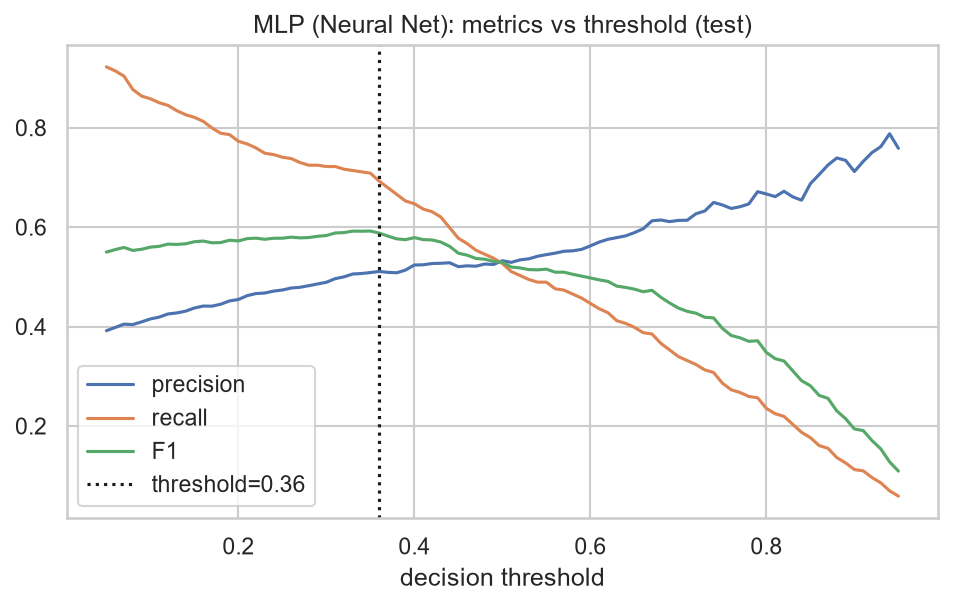 MLP (Neural Net): metrics vs threshold (test)
0.8
0.6
0.4
0.2
precision
recall
F1
threshold=0.36
0.2 0.4 0.6 0.8
decision threshold